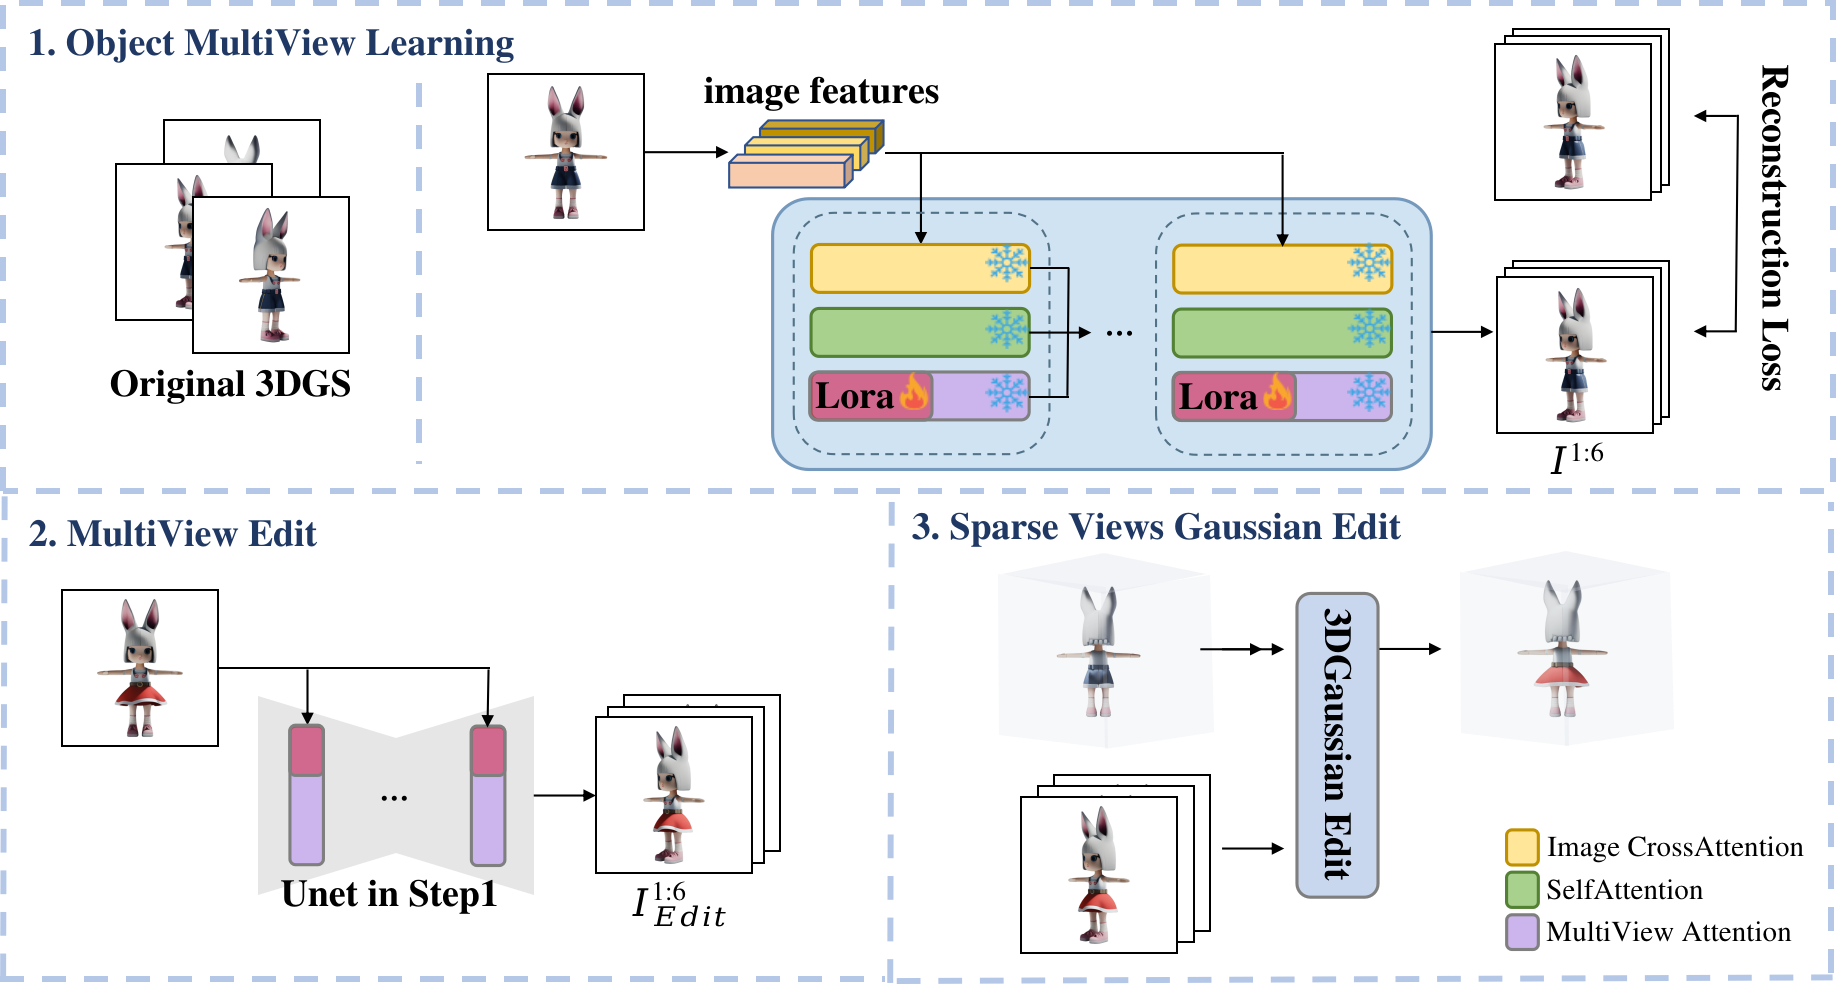 1. Object MultiView Learning
image features
Original 3DGS
Lora
...
Lora
I^{1:6}
Reconstruction Loss
2. MultiView Edit
...
Unet in Step1
I_{Edit}^{1:6}
3. Sparse Views Gaussian Edit
3DGaussian Edit
Image CrossAttention
SelfAttention
MultiView Attention